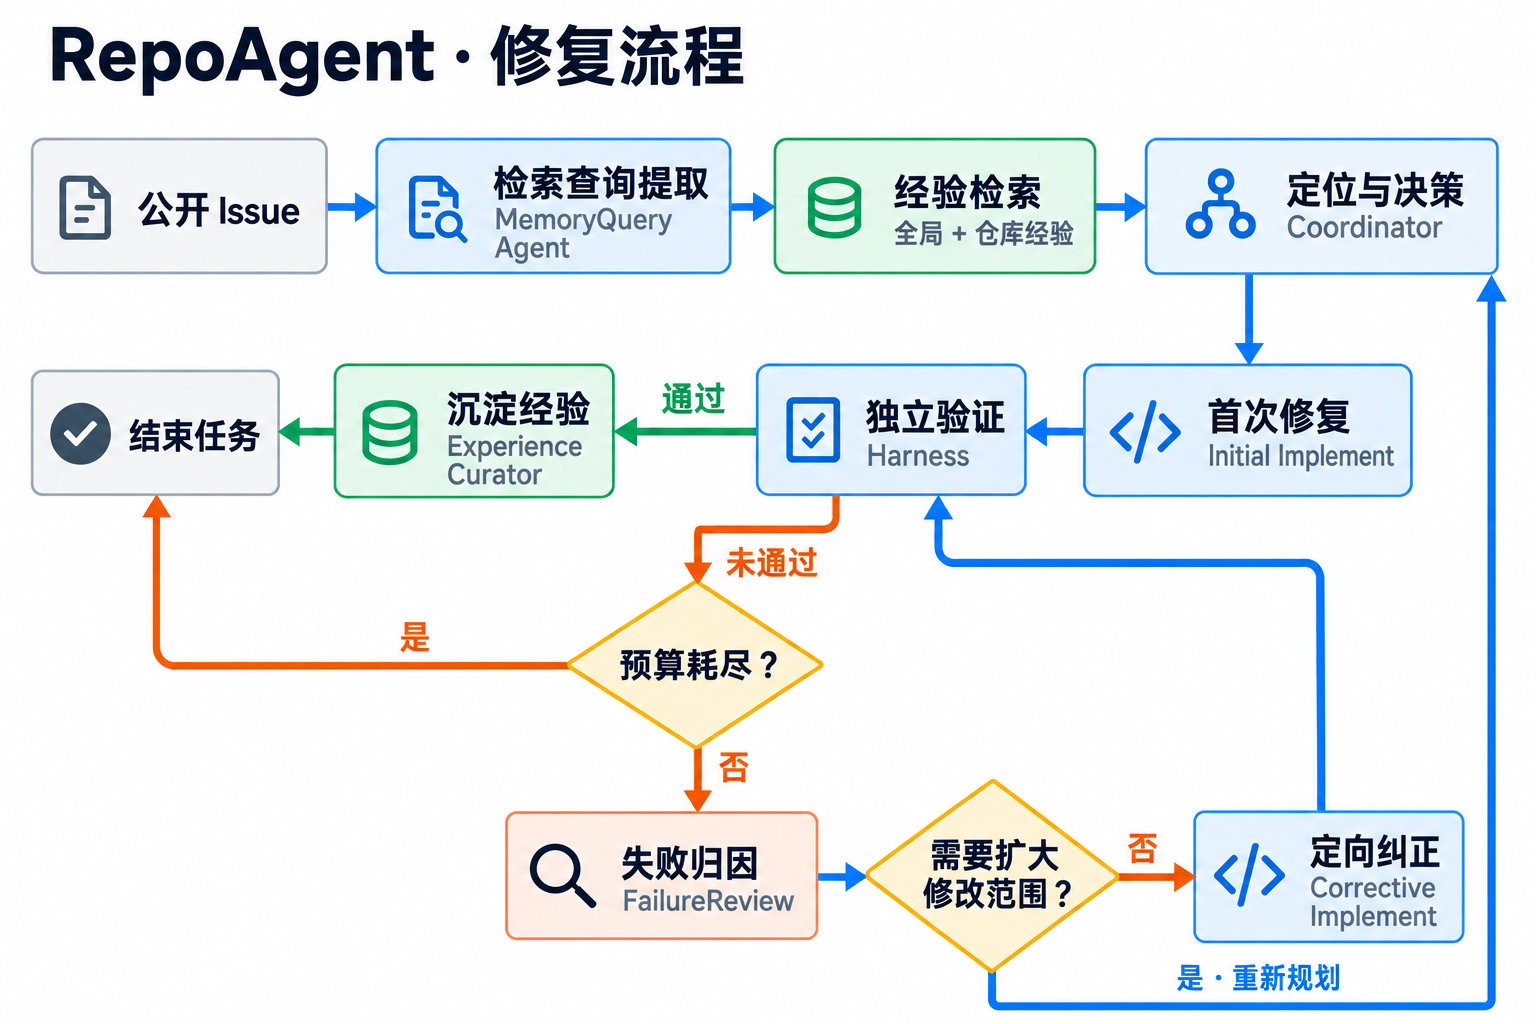 RepoAgent · 修复流程
公开 Issue
检索查询提取
MemoryQuery
Agent
经验检索
全局 + 仓库经验
定位与决策
Coordinator
结束任务
沉淀经验
Experience
Curator
通过
独立验证
Harness
首次修复
Initial Implement
未通过
是
预算耗尽？
否
失败归因
FailureReview
需要扩大
修改范围？
否
定向纠正
Corrective
Implement
是 · 重新规划